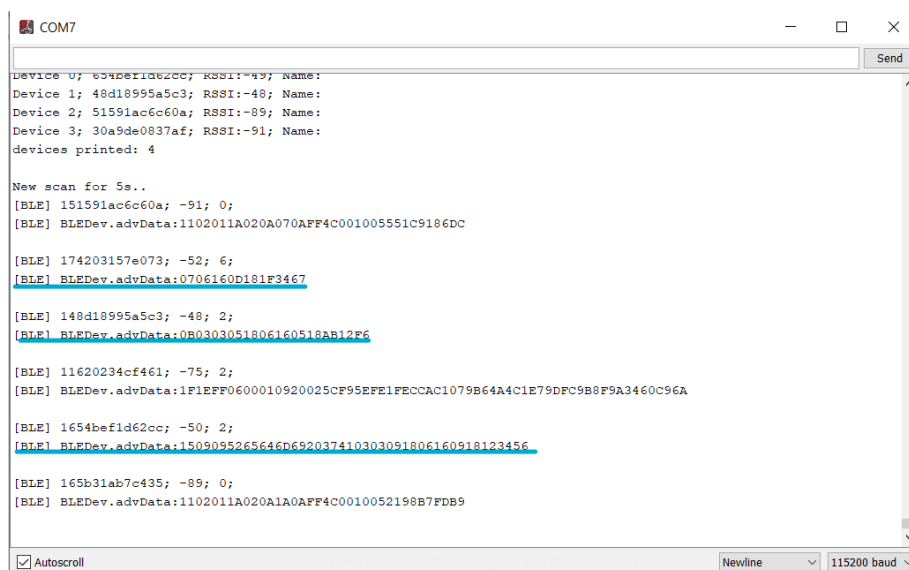 COM7
Send
Device 0; 654bef1d62cc; RSSI:-49; Name:
Device 1; 48d18995a5c3; RSSI:-48; Name:
Device 2; 51591ac6c60a; RSSI:-89; Name:
Device 3; 30a9de0837af; RSSI:-91; Name:
devices printed: 4
New scan for 5s..
[BLE] 151591ac6c60a; -91; 0;
[BLE] BLEDev.advData:1102011A020A070AFF4C001005551C9186DC
[BLE] 174203157e073; -52; 6;
[BLE] BLEDev.advData:0706160D181F3467
[BLE] 148d18995a5c3; -48; 2;
[BLE] BLEDev.advData:0B0303051806160518AB12F6
[BLE] 11620234cf461; -75; 2;
[BLE] BLEDev.advData:1F1EFF0600010920025CF95EFE1FECCAC1079B64A4C1E79DFC9B8F9A3460C96A
[BLE] 1654bef1d62cc; -50; 2;
[BLE] BLEDev.advData:1509095265646D692037410303091806160918123456
[BLE] 165b31ab7c435; -89; 0;
[BLE] BLEDev.advData:1102011A020A1A0AFF4C0010052198B7FDB9
Autoscroll
Newline
115200 baud